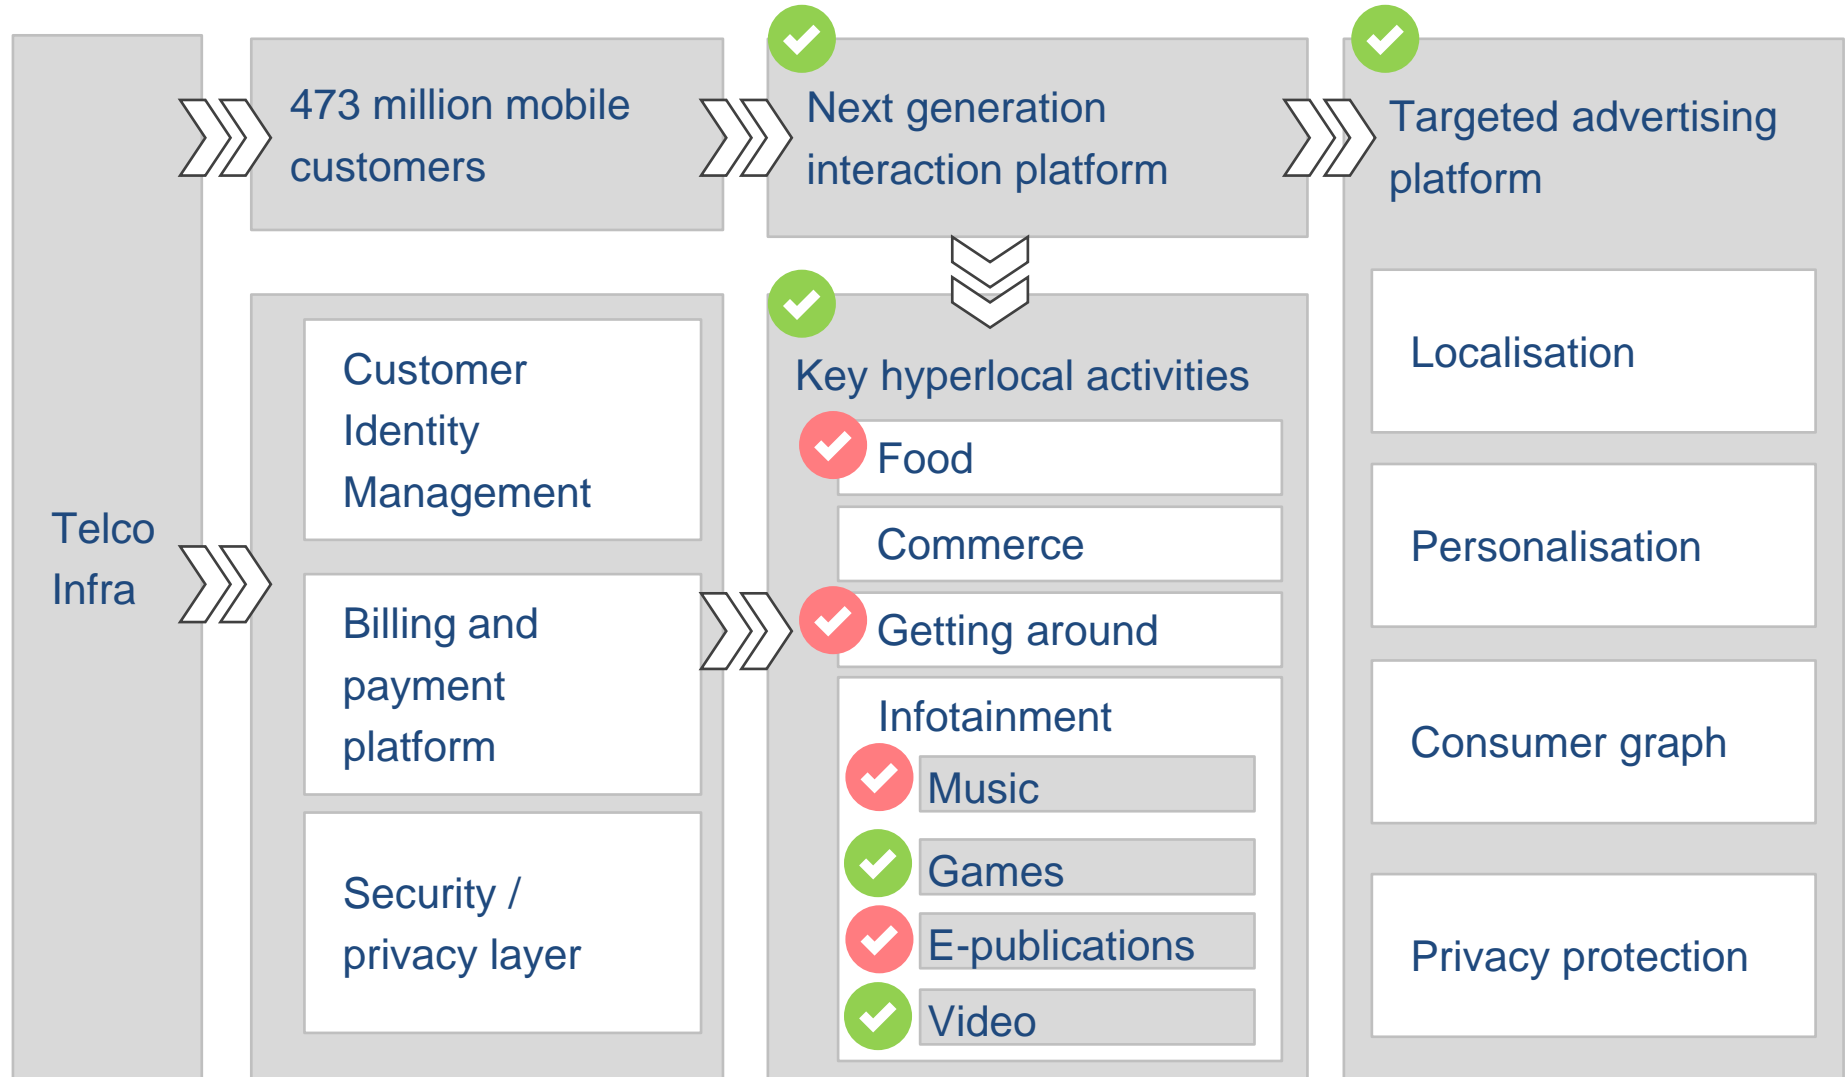 Telco
Infra
473 million mobile
customers
Customer
Identity
Management
Billing and
payment
platform
Security /
privacy layer
Next generation
interaction platform
Key hyperlocal activities
Food
Commerce
Getting around
Infotainment
Music
Games
E-publications
Video
Targeted advertising
platform
Localisation
Personalisation
Consumer graph
Privacy protection